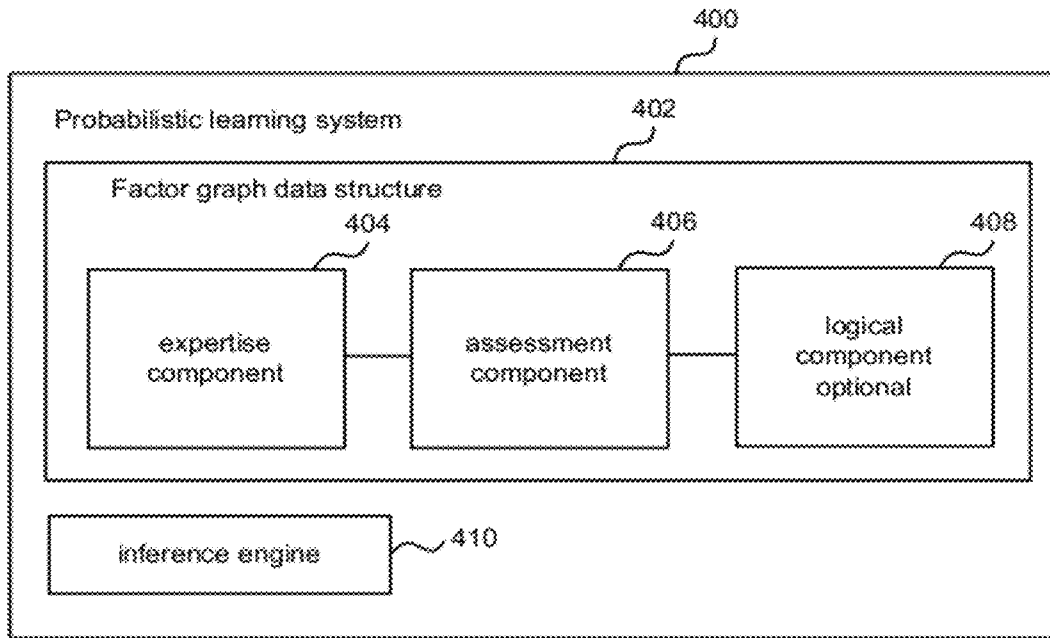 400
Probabilistic learning system
402
Factor graph data structure
404
406
408
expertise
component
assessment
component
logical
component
optional
inference engine
410